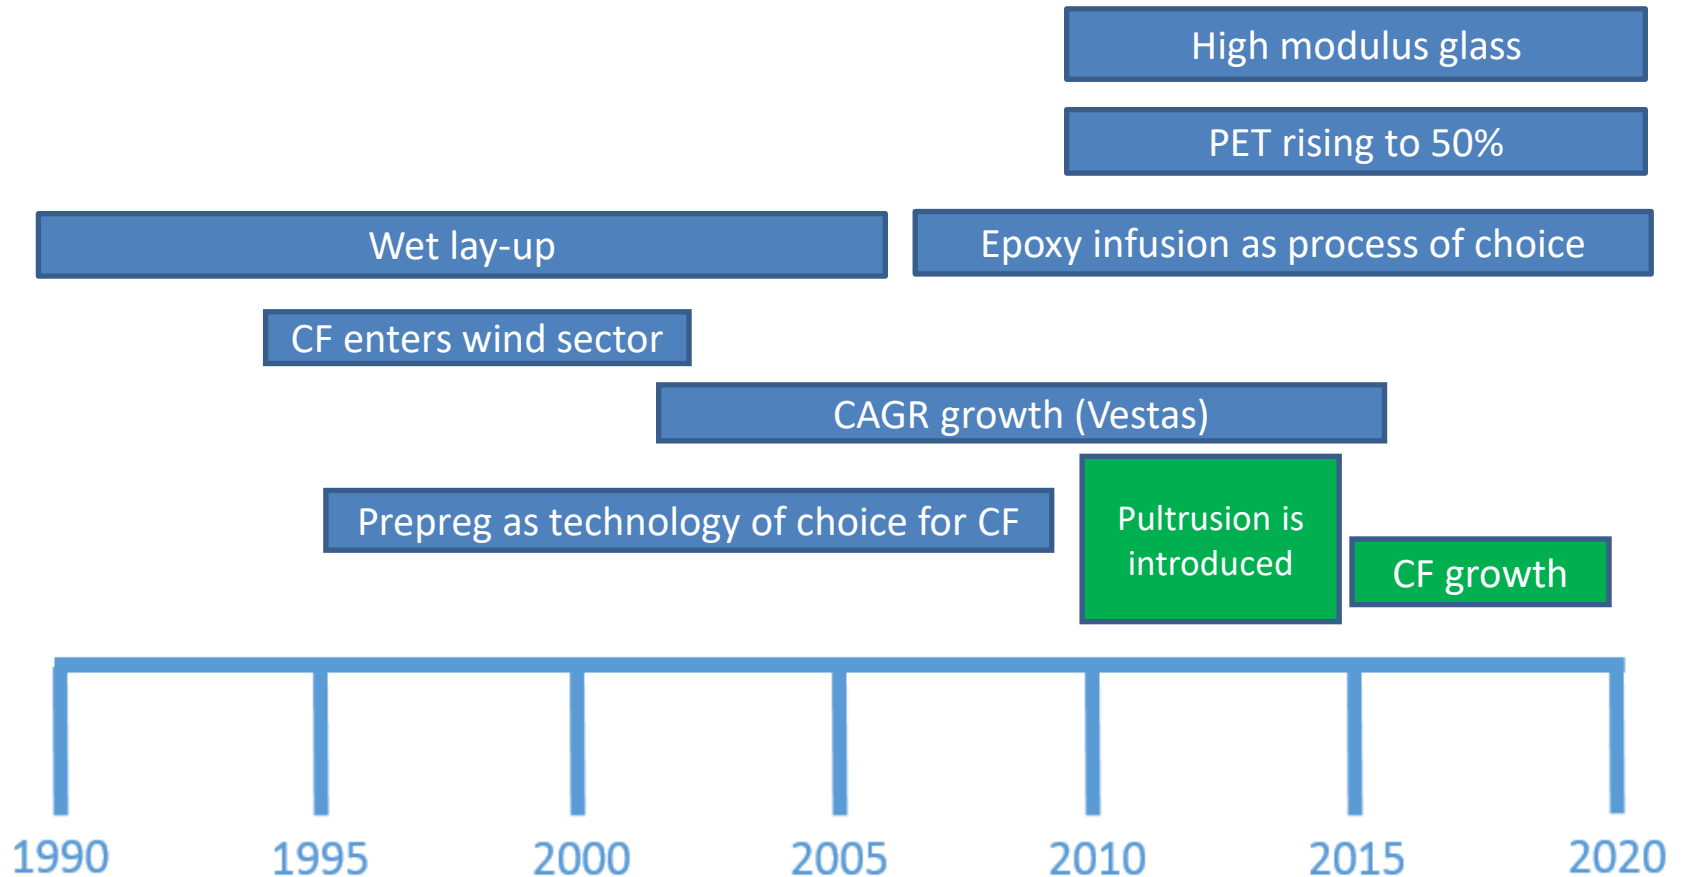 High modulus glass
PET rising to 50%
Wet lay-up
Epoxy infusion as process of choice
CF enters wind sector
CAGR growth (Vestas)
Prepreg as technology of choice for CF
Pultrusion is
introduced
CF growth
1990
1995
2000
2005
2010
2015
2020